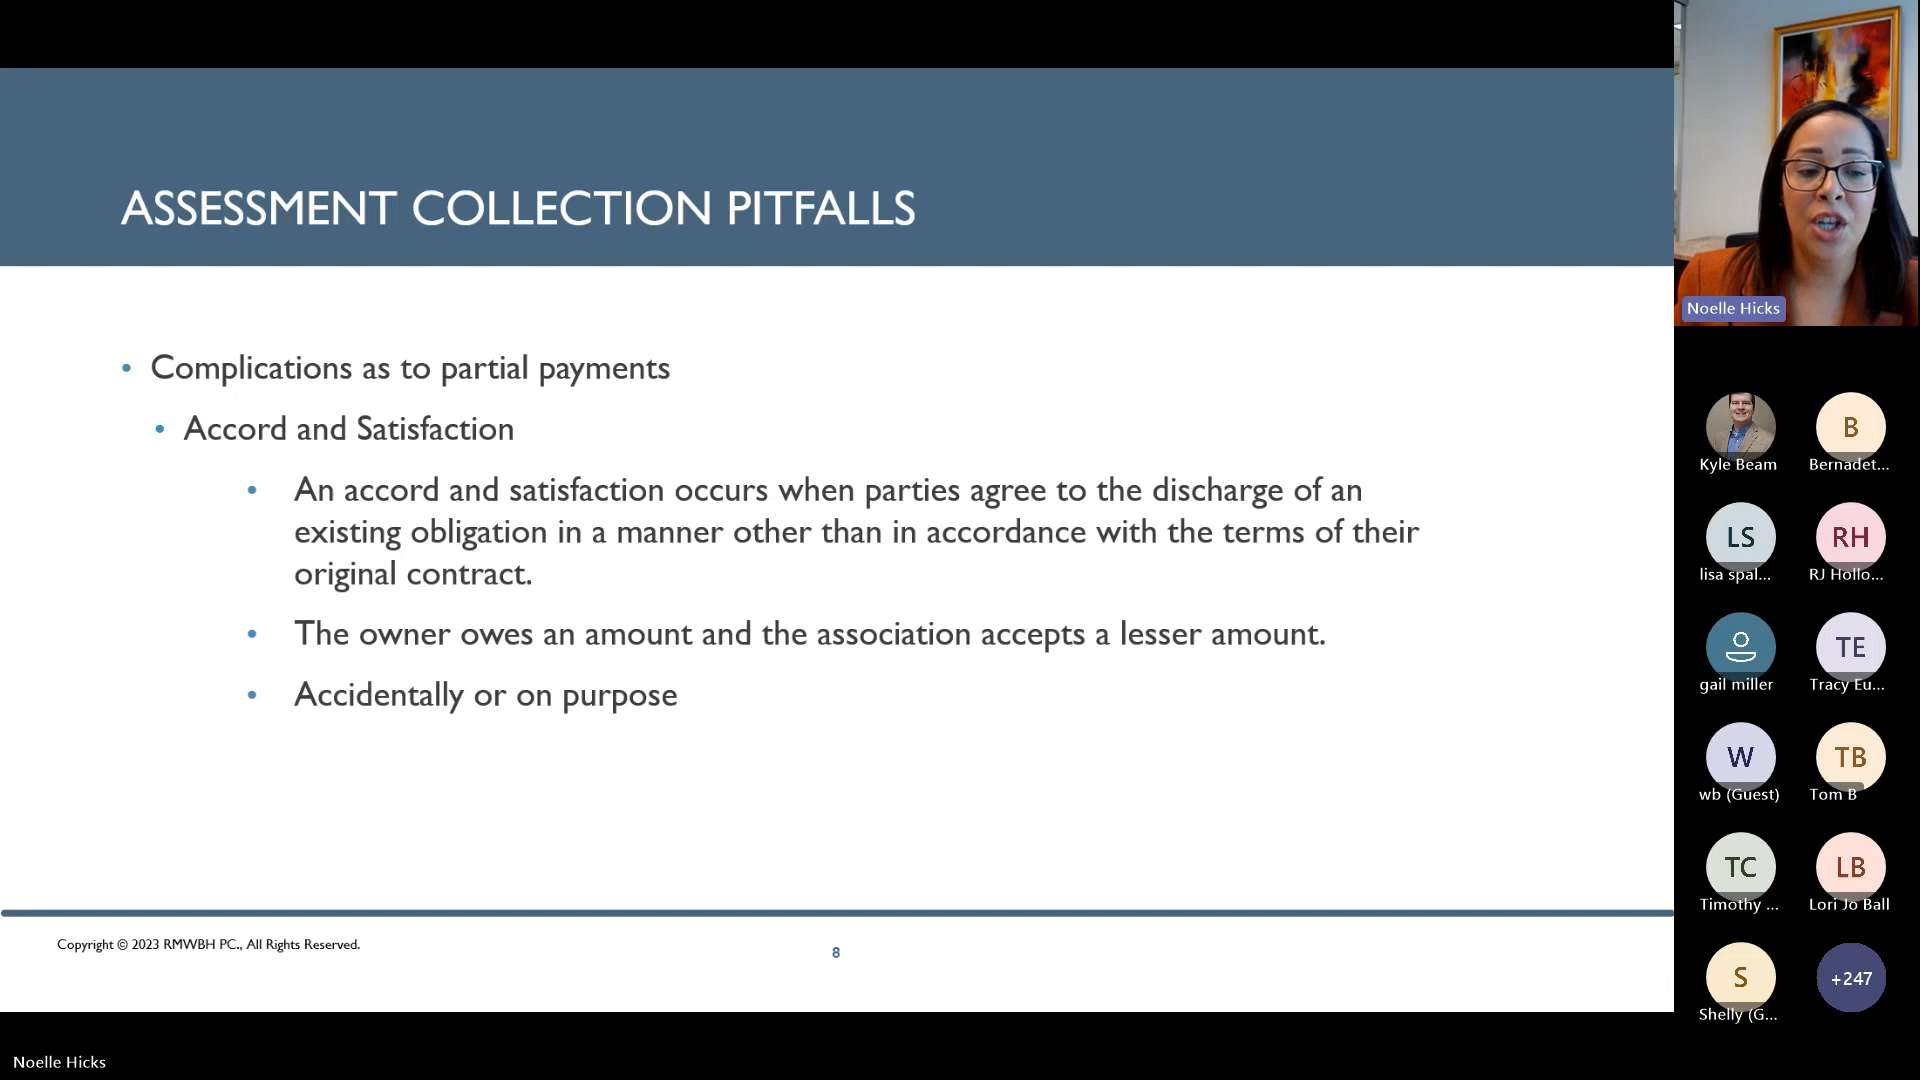 ASSESSMENT COLLECTION PITFALLS
• Complications as to partial payments
• Accord and Satisfaction
• An accord and satisfaction occurs when parties agree to the discharge of an
existing obligation in a manner other than in accordance with the terms of their
original contract.
• The owner owes an amount and the association accepts a lesser amount.
• Accidentally or on purpose
Copyright © 2023 RMWBH PC., All Rights Reserved.
8
Noelle Hicks
Kyle Beam
B
Bernadet...
LS
lisa spal...
RH
RJ Hollo...
gail miller
TE
Tracy Eu...
W
wb (Guest)
TB
Tom B
TC
Timothy ...
LB
Lori Jo Ball
S
Shelly (G...
+247
Noelle Hicks